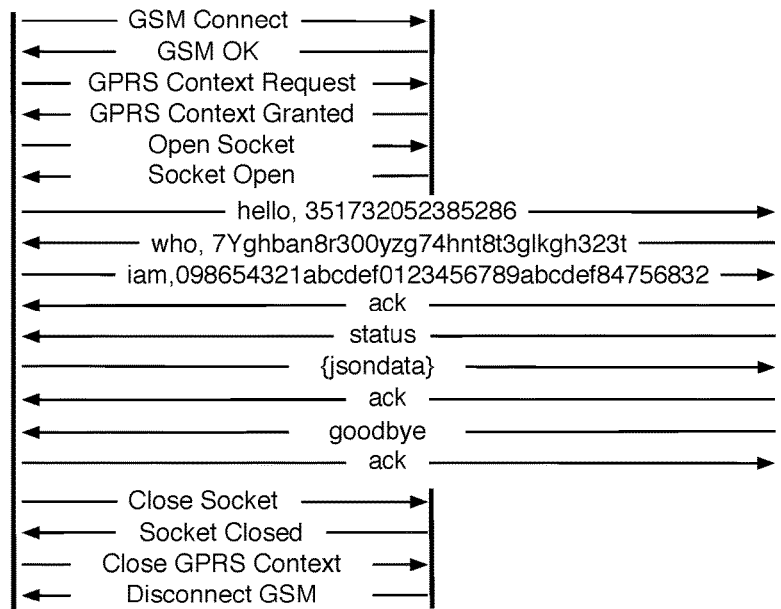 GSM Connect
GSM OK
GPRS Context Request
GPRS Context Granted
Open Socket
Socket Open
hello, 351732052385286
who, 7Yghban8r300yzg74hnt8t3glkgh323t
iam,098654321abcdef0123456789abcdef84756832
ack
status
{jsondata}
ack
goodbye
ack
Close Socket
Socket Closed
Close GPRS Context
Disconnect GSM